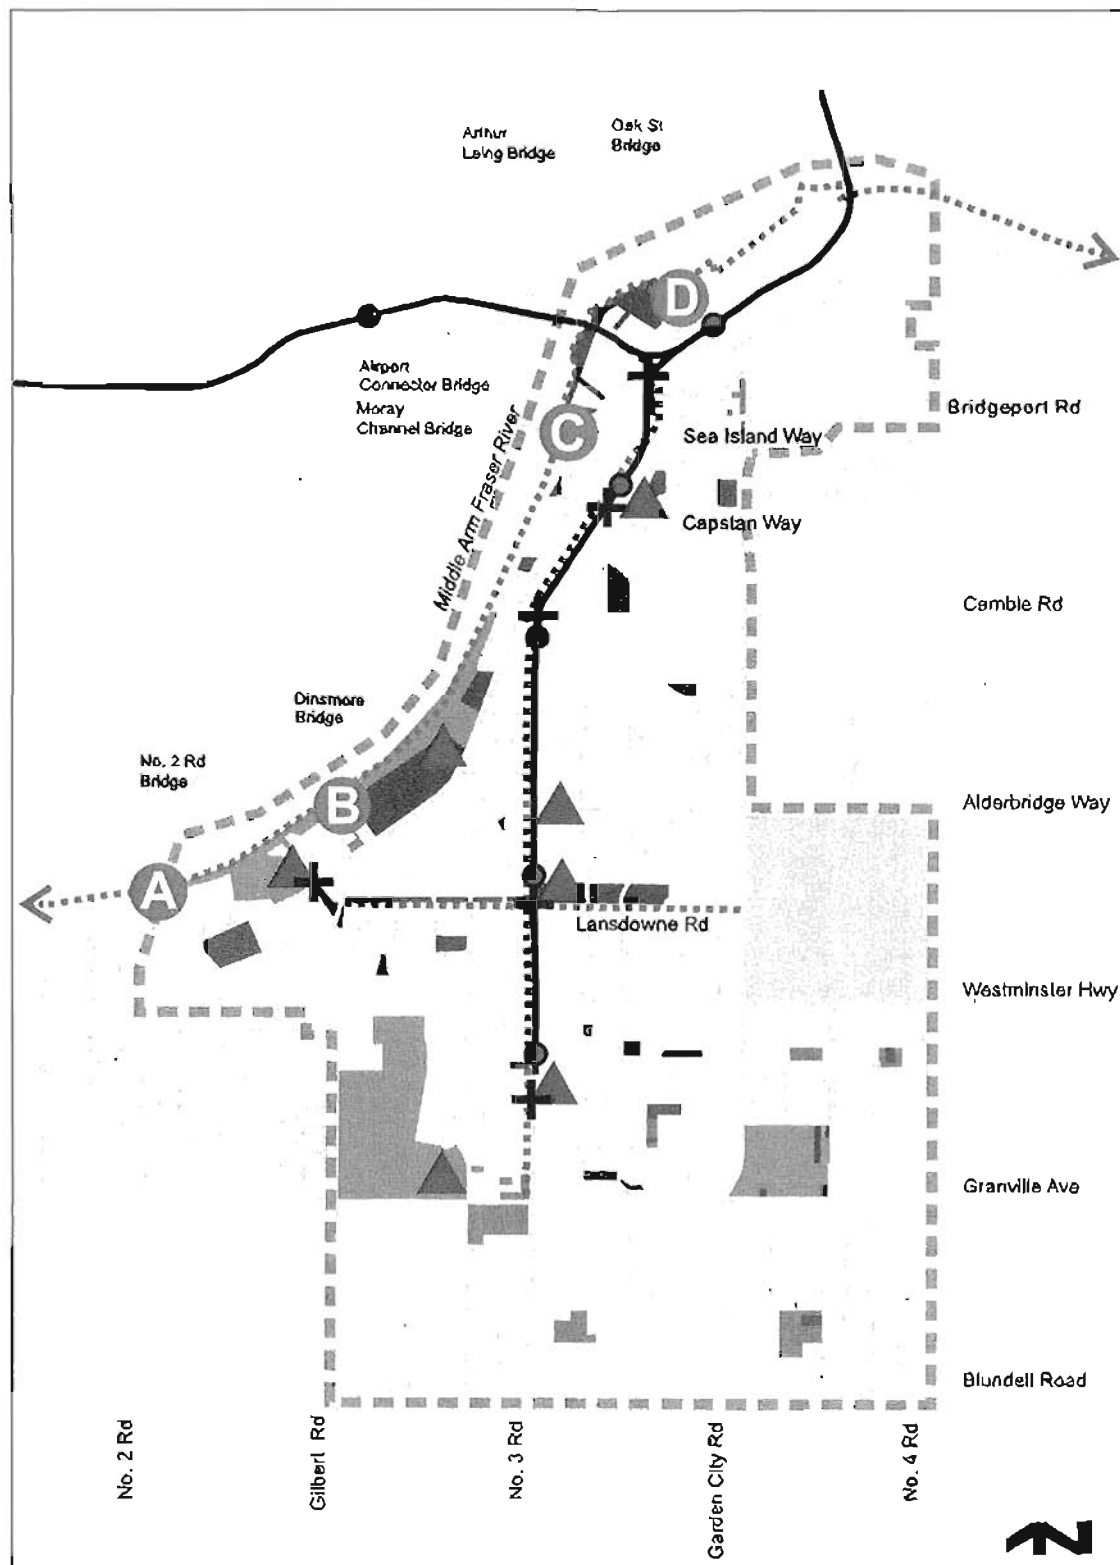 Arthur
Laing Bridge
Oak St
Bridge
Airport
Connector Bridge
Moray
Channel Bridge
Middle Arm Fraser River
Dinsmore
Bridge
No. 2 Rd
Bridge
A
B
C
D
Bridgeport Rd
Sea Island Way
Capstan Way
Cambie Rd
Alderbridge Way
Lansdowne Rd
Westminster Hwy
Granville Ave
Blundell Road
No. 2 Rd
Gilbert Rd
No. 3 Rd
Garden City Rd
No. 4 Rd
N